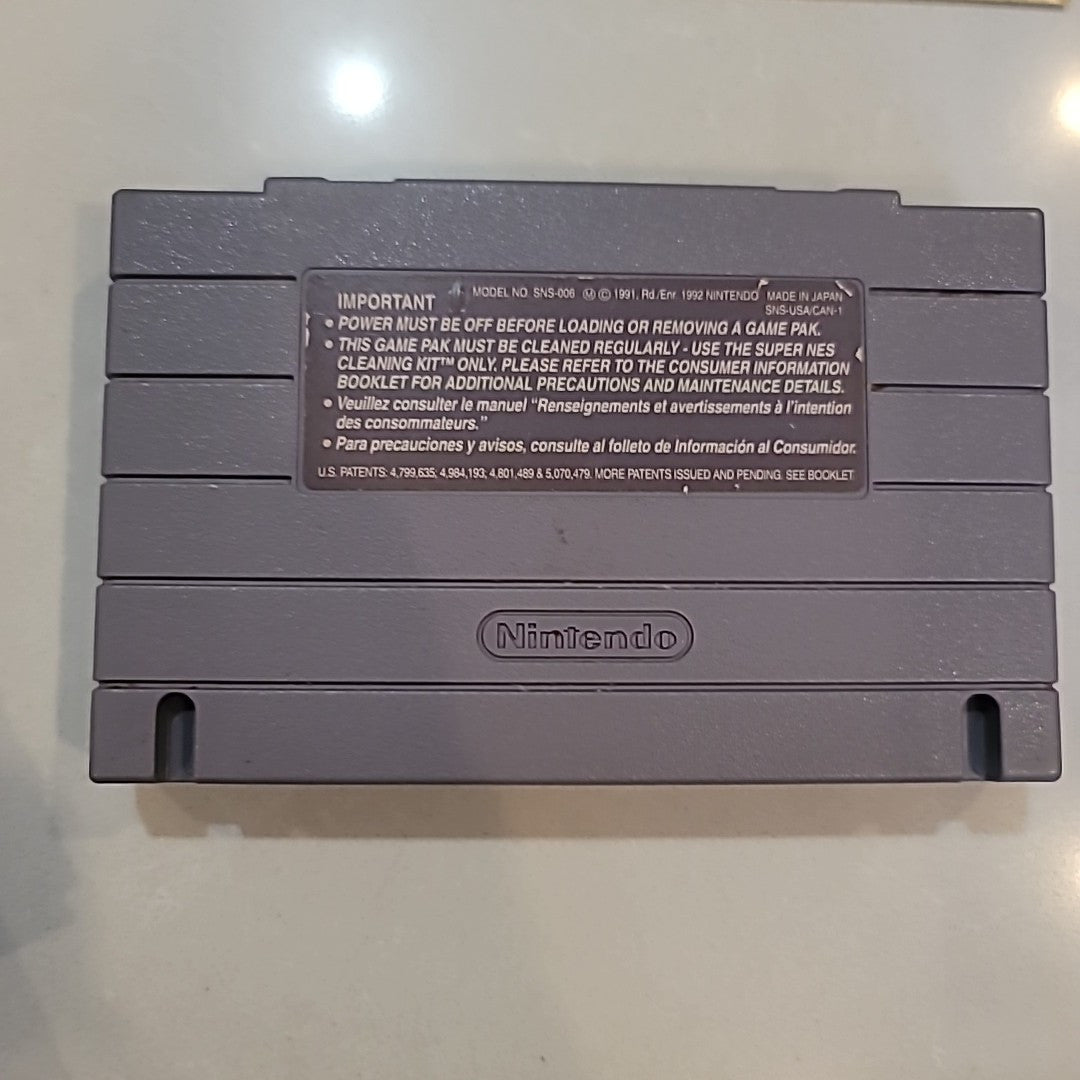 IMPORTANT MODEL NO. SNS-006 Ⓜ © 1991, Rd./Enr. 1992 NINTENDO MADE IN JAPAN
SNS-USA/CAN-1
• POWER MUST BE OFF BEFORE LOADING OR REMOVING A GAME PAK.
• THIS GAME PAK MUST BE CLEANED REGULARLY - USE THE SUPER NES
CLEANING KIT™ ONLY. PLEASE REFER TO THE CONSUMER INFORMATION
BOOKLET FOR ADDITIONAL PRECAUTIONS AND MAINTENANCE DETAILS.
• Veuillez consulter le manuel "Renseignements et avertissements à l'intention
des consommateurs."
• Para precauciones y avisos, consulte al folleto de Información al Consumidor.
U.S. PATENTS: 4,799,635; 4,984,193; 4,801,489 & 5,070,479. MORE PATENTS ISSUED AND PENDING. SEE BOOKLET
Nintendo